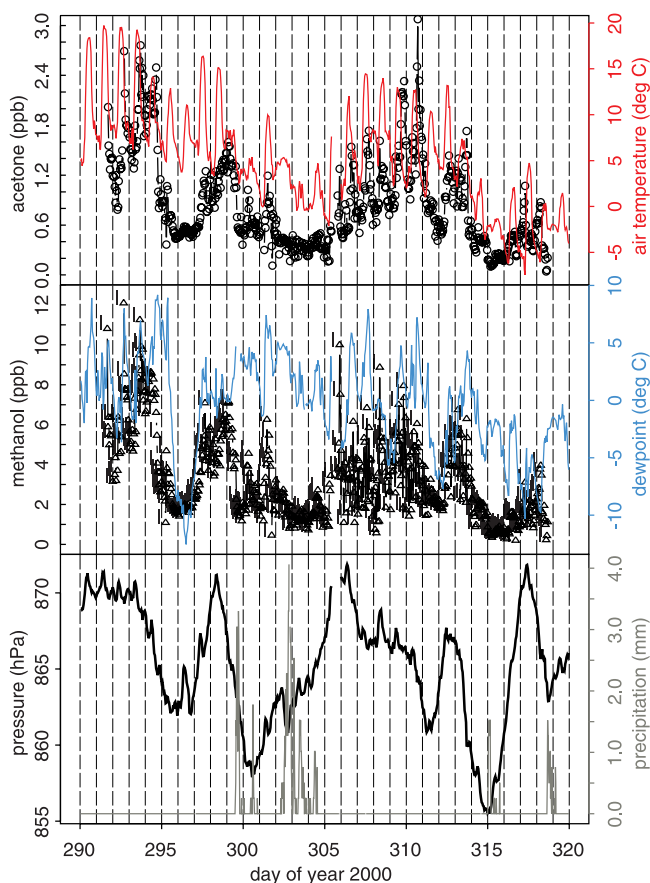 acetone (ppb)
0.0 0.6 1.2 1.8 2.4 3.0
air temperature (deg C)
-5 0 5 10 15 20
methanol (ppb)
0 2 4 6 8 10 12
dewpoint (deg C)
-10 -5 0 5 10
pressure (hPa)
855 860 865 870
precipitation (mm)
0.0 1.0 2.0 3.0 4.0
290 295 300 305 310 315 320
day of year 2000